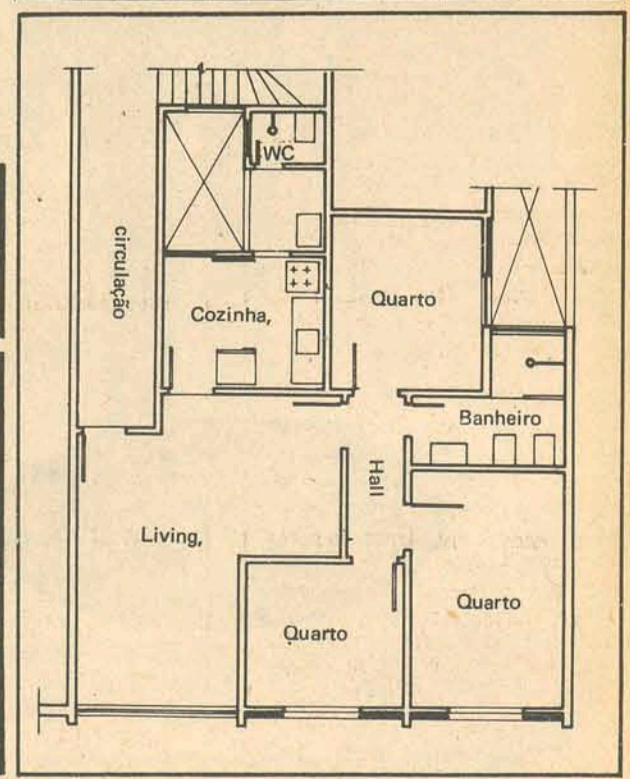 WC
circulação
Cozinha,
Quarto
Banheiro
Hall
Living,
Quarto
Quarto